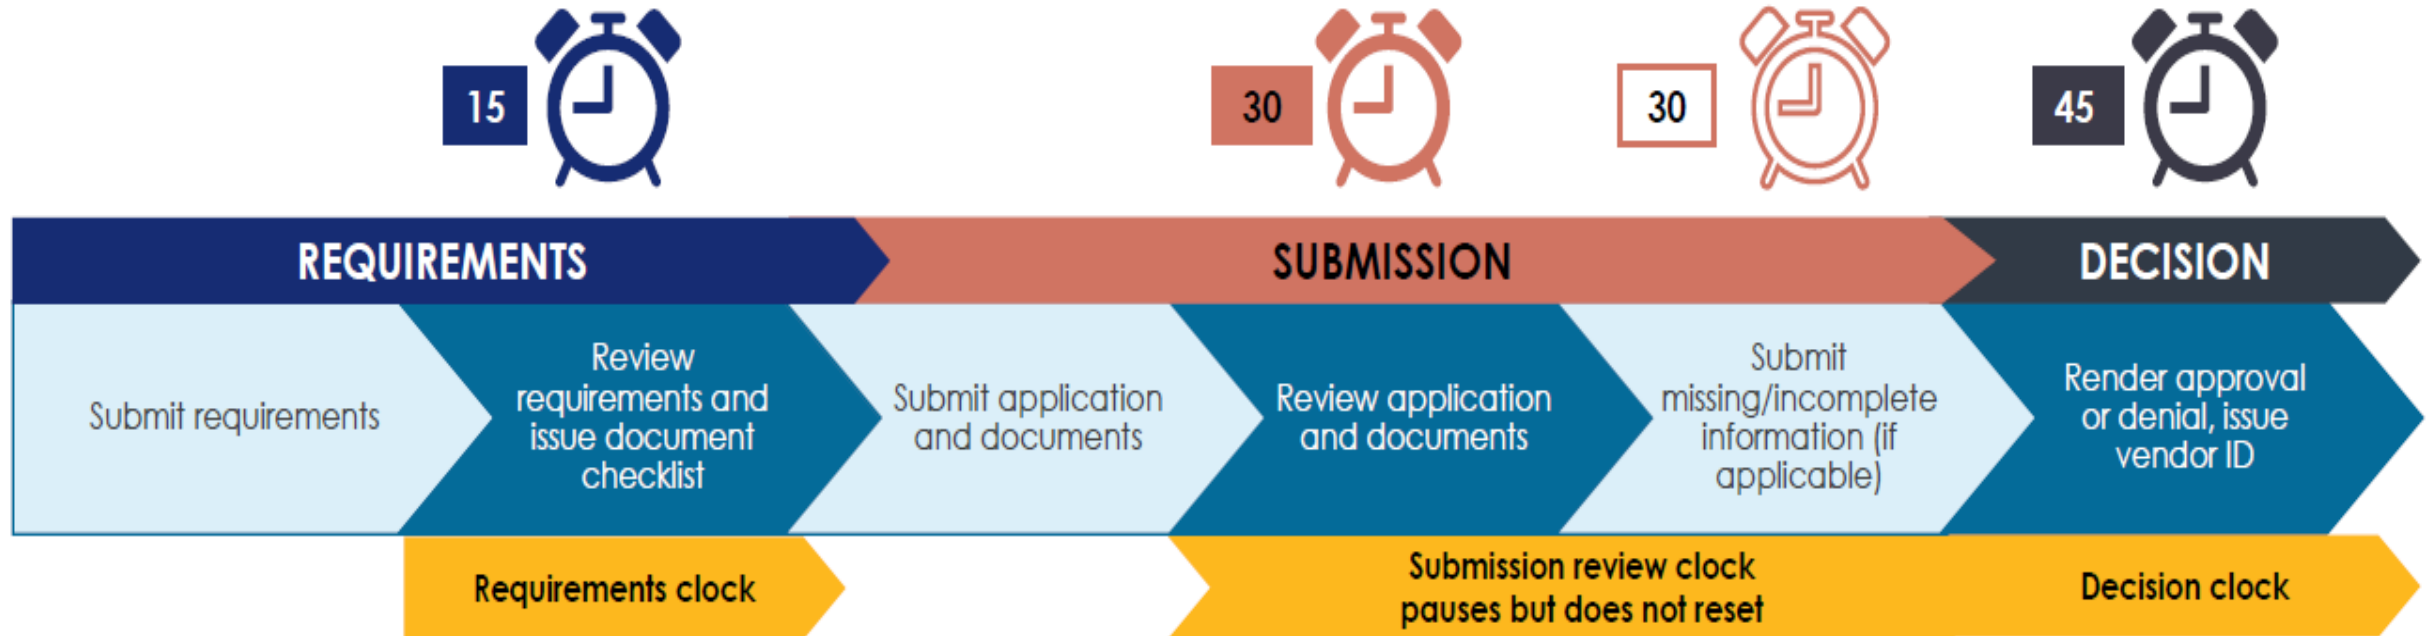 15
30
30
45
REQUIREMENTS
SUBMISSION
DECISION
Submit requirements
Review
requirements and
issue document
checklist
Submit application
and documents
Review application
and documents
Submit
missing/incomplete
information (if
applicable)
Render approval
or denial, issue
vendor ID
Requirements clock
Submission review clock
pauses but does not reset
Decision clock